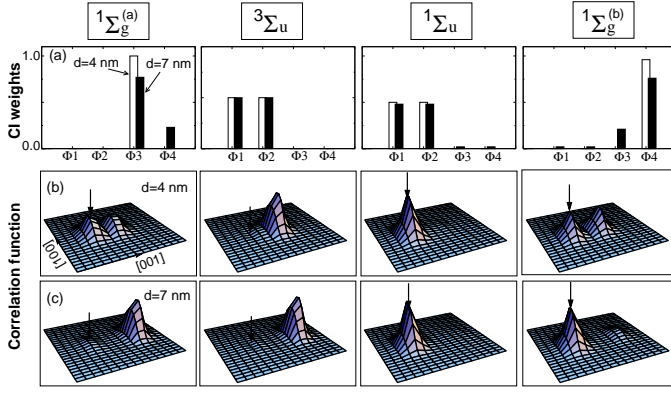 ¹Σg⁽ᵃ⁾ ³Σu ¹Σu ¹Σg⁽ᵇ⁾
CI weights
1.0
0.0
(a)
d=4 nm
d=7 nm
Φ1 Φ2 Φ3 Φ4 Φ1 Φ2 Φ3 Φ4 Φ1 Φ2 Φ3 Φ4 Φ1 Φ2 Φ3 Φ4
Correlation function
(b) d=4 nm
[100]
[001]
(c) d=7 nm